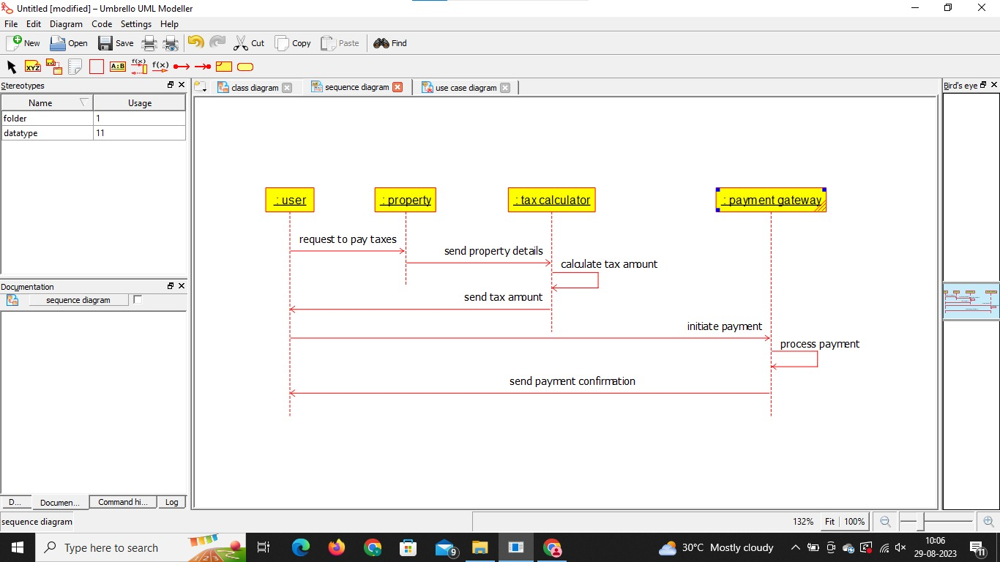 Untitled [modified] – Umbrello UML Modeller
File Edit Diagram Code Settings Help
New Open Save Cut Copy Paste Find
XYZ XYZ A:B f(x) f(x)
Stereotypes
class diagram sequence diagram use case diagram
Bird's eye
Name Usage
folder 1
datatype 11
: user : property : tax calculator : payment gateway
request to pay taxes
send property details
calculate tax amount
send tax amount
initiate payment
process payment
send payment confirmation
Documentation
sequence diagram
D... Documen... Command hi... Log
sequence diagram
132% Fit 100%
Type here to search
9
30°C Mostly cloudy
10:06
29-08-2023
11